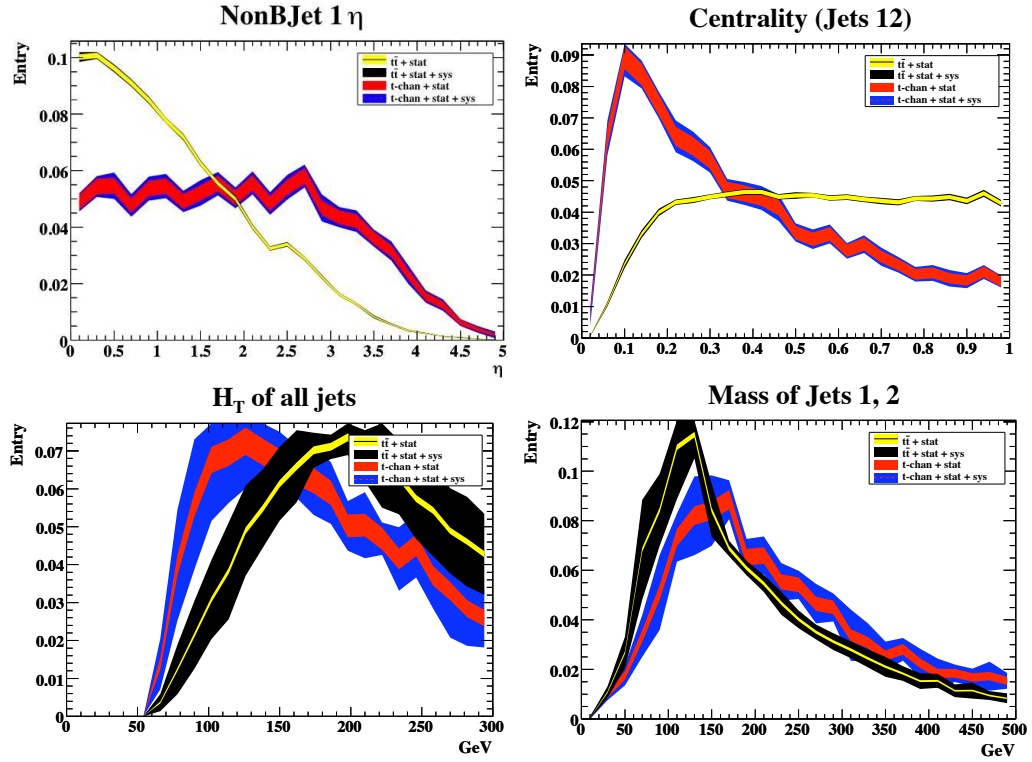 NonBJet 1 η
Entry
tt̄ + stat
tt̄ + stat + sys
t-chan + stat
t-chan + stat + sys
0.1
0.08
0.06
0.04
0.02
0
0 0.5 1 1.5 2 2.5 3 3.5 4 4.5 5
η
Centrality (Jets 12)
Entry
tt̄ + stat
tt̄ + stat + sys
t-chan + stat
t-chan + stat + sys
0.09
0.08
0.07
0.06
0.05
0.04
0.03
0.02
0.01
0
0 0.1 0.2 0.3 0.4 0.5 0.6 0.7 0.8 0.9 1
H_T of all jets
Entry
tt̄ + stat
tt̄ + stat + sys
t-chan + stat
t-chan + stat + sys
0.07
0.06
0.05
0.04
0.03
0.02
0.01
0
0 50 100 150 200 250 300
GeV
Mass of Jets 1, 2
Entry
tt̄ + stat
tt̄ + stat + sys
t-chan + stat
t-chan + stat + sys
0.12
0.1
0.08
0.06
0.04
0.02
0
0 50 100 150 200 250 300 350 400 450 500
GeV